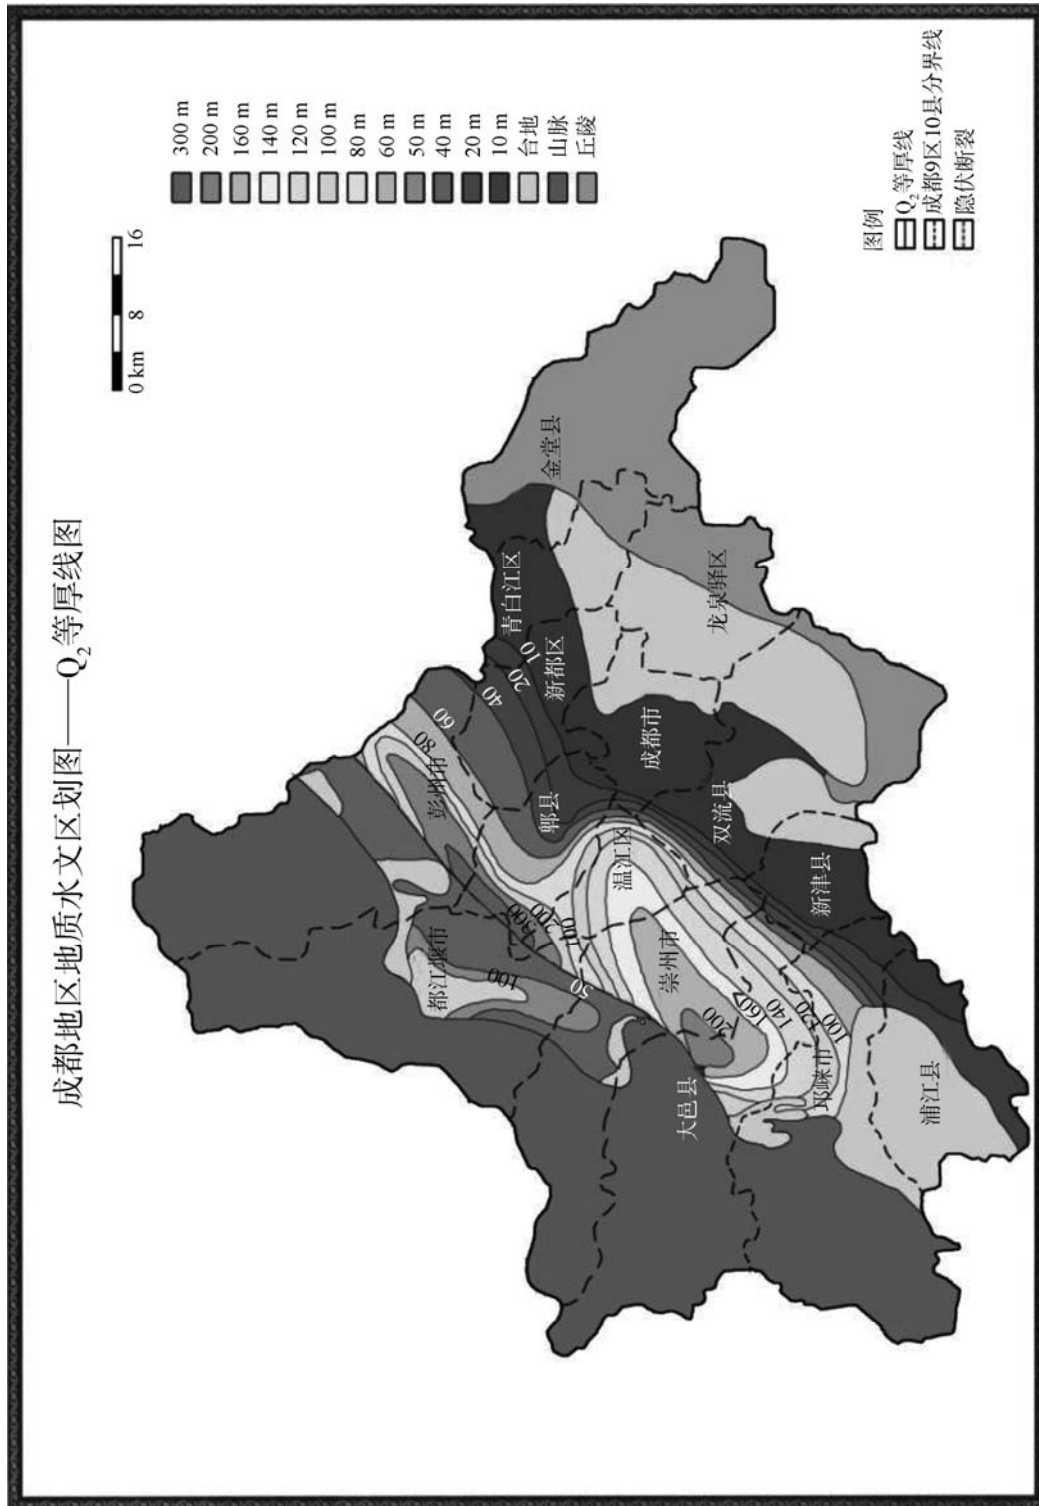 成都地区地质水文区划图——Q₂等厚线图
0 km 8 16
300 m
200 m
160 m
140 m
120 m
100 m
80 m
60 m
50 m
40 m
20 m
10 m
台地
山脉
丘陵
图例
Q₂等厚线
成都9区10县分界线
隐伏断裂
彭州市
80
60
40
20
10
青白江区
金堂县
新都区
都江堰市
100
300
200
100
50
郫县
温江区
成都市
龙泉驿区
崇州市
双流县
大邑县
200
160
140
120
100
新津县
邛崃市
浦江县